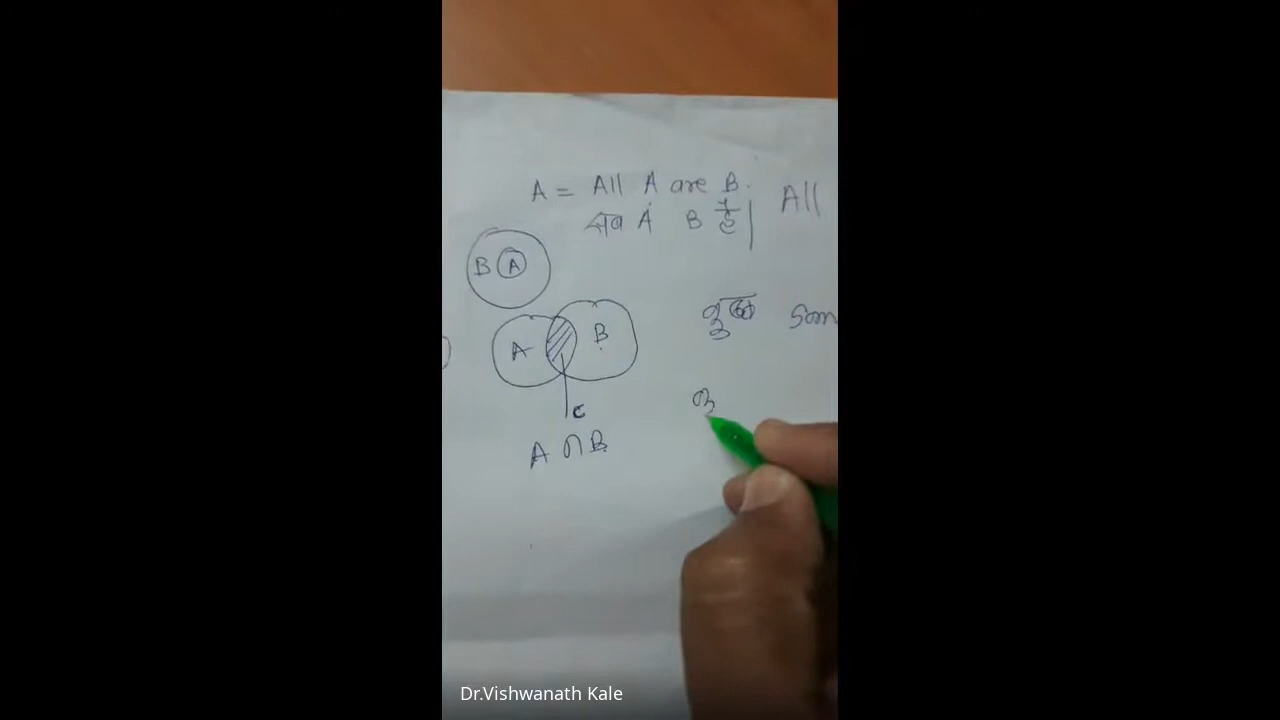 A = All A are B.
सब A B है| All
B A
A B
कुछ Som
C
A ∩ B
Dr.Vishwanath Kale